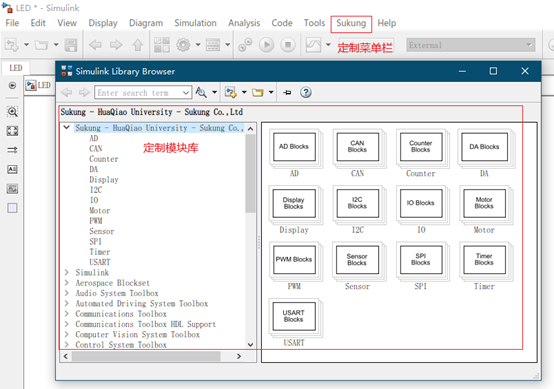 LED * - Simulink
File Edit View Display Diagram Simulation Analysis Code Tools Sukung Help
定制菜单栏
External
LED
LED
Simulink Library Browser
Enter search term
Sukung - HuaQiao University - Sukung Co.,Ltd
Sukung - HuaQiao University - Sukung Co.,
AD
CAN
Counter
DA
Display
I2C
IO
Motor
PWM
Sensor
SPI
Timer
USART
Simulink
Aerospace Blockset
Audio System Toolbox
Automated Driving System Toolbox
Communications Toolbox
Communications Toolbox HDL Support
Computer Vision System Toolbox
Control System Toolbox
定制模块库
AD Blocks
AD
CAN
Blocks
CAN
Counter
Blocks
Counter
DA Blocks
DA
Display
Blocks
Display
I2C
Blocks
I2C
IO Blocks
IO
Motor
Blocks
Motor
PWM Blocks
PWM
Sensor
Blocks
Sensor
SPI
Blocks
SPI
Timer
Blocks
Timer
USART
Blocks
USART